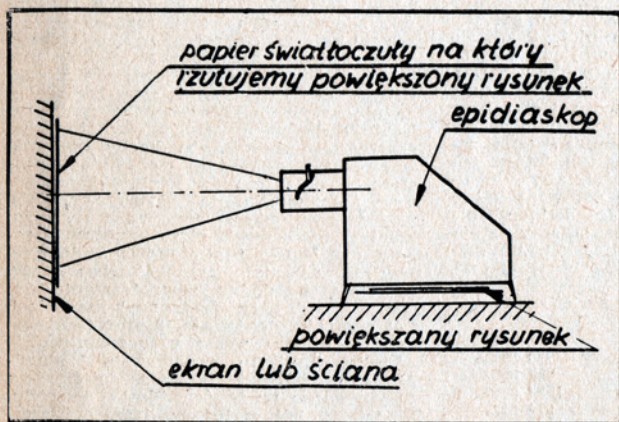 papier światłoczuły na który
rzutujemy powiększony rysunek
epidiaskop
powiększany rysunek
ekran lub ściana